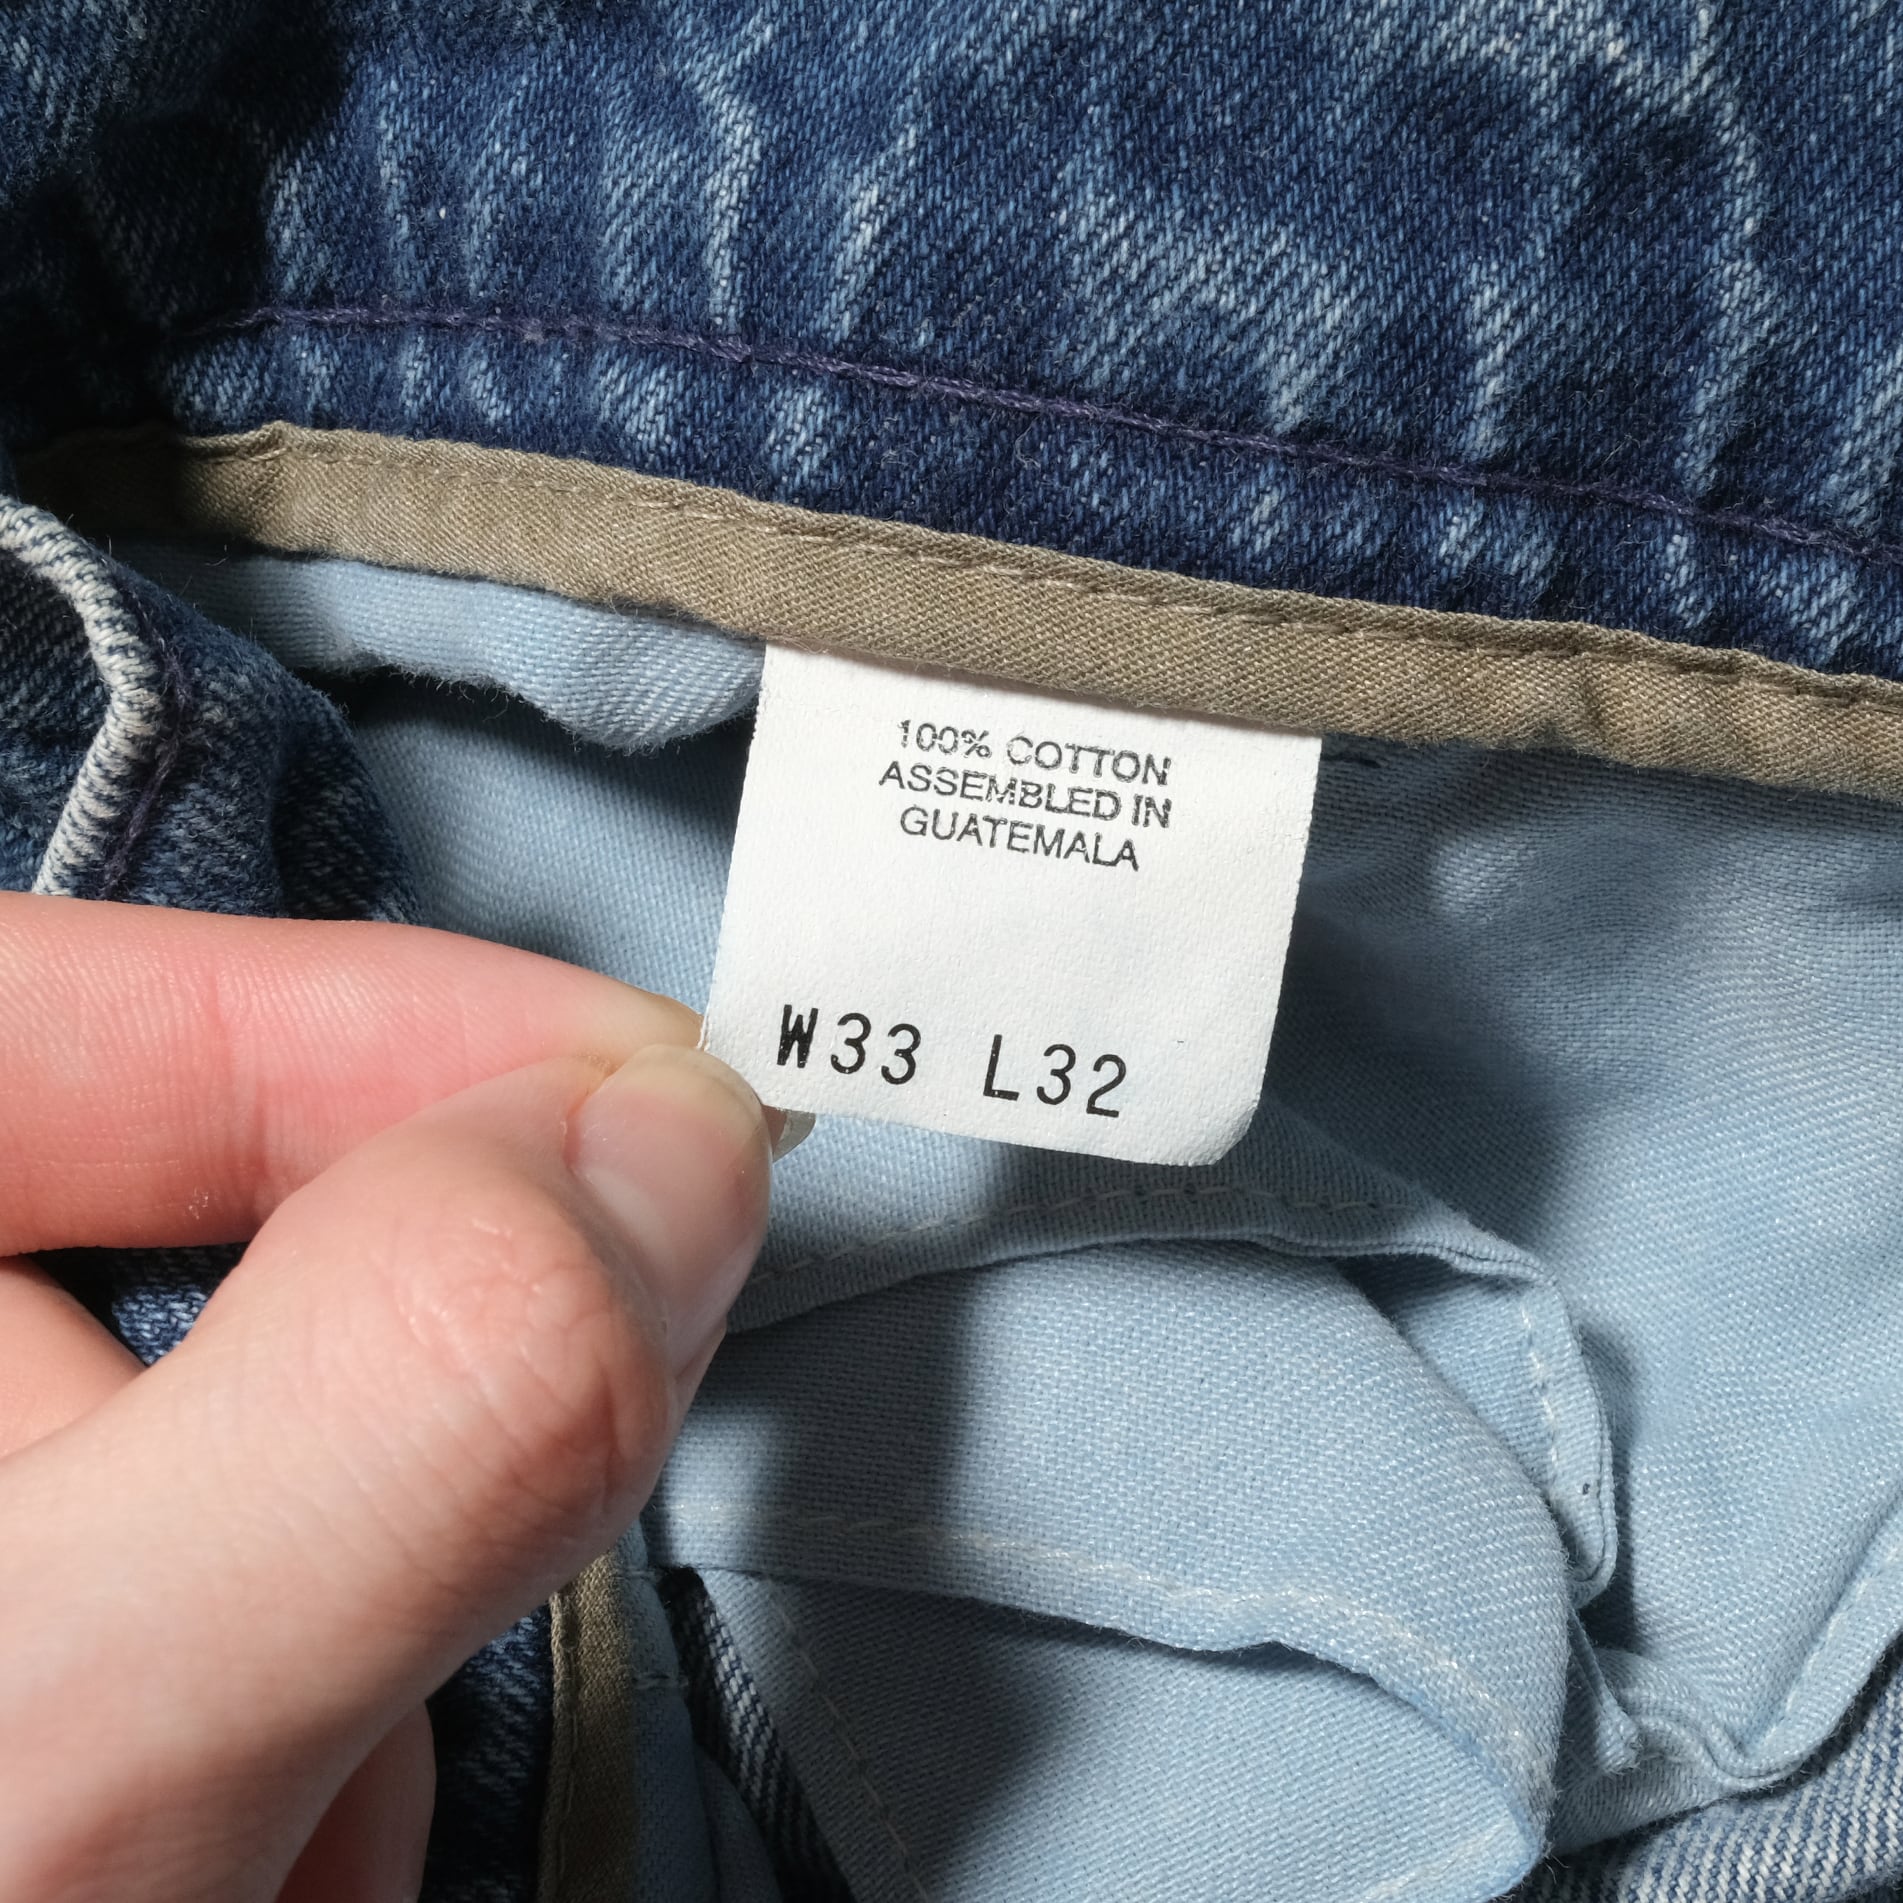 100% COTTON
ASSEMBLED IN
GUATEMALA
W33 L32